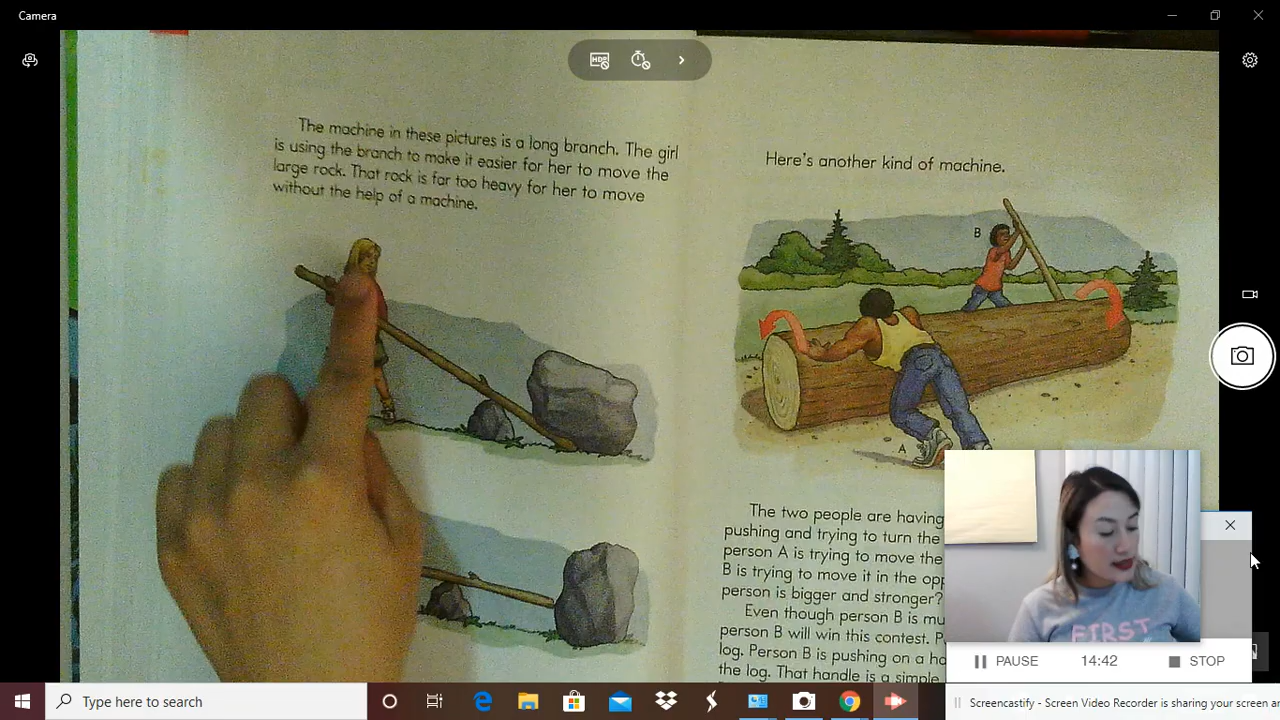 Camera
The machine in these pictures is a long branch. The girl
is using the branch to make it easier for her to move the
large rock. That rock is far too heavy for her to move
without the help of a machine.
Here's another kind of machine.
B
A
The two people are having
pushing and trying to turn the
person A is trying to move the
B is trying to move it in the
person is bigger and stronger?
Even though person B is
person B will win this contest.
log. Person B is pushing on a
the log. That handle is a simple
FIRST
PAUSE 14:42 STOP
Type here to search
Screencastify - Screen Video Recorder is sharing your screen